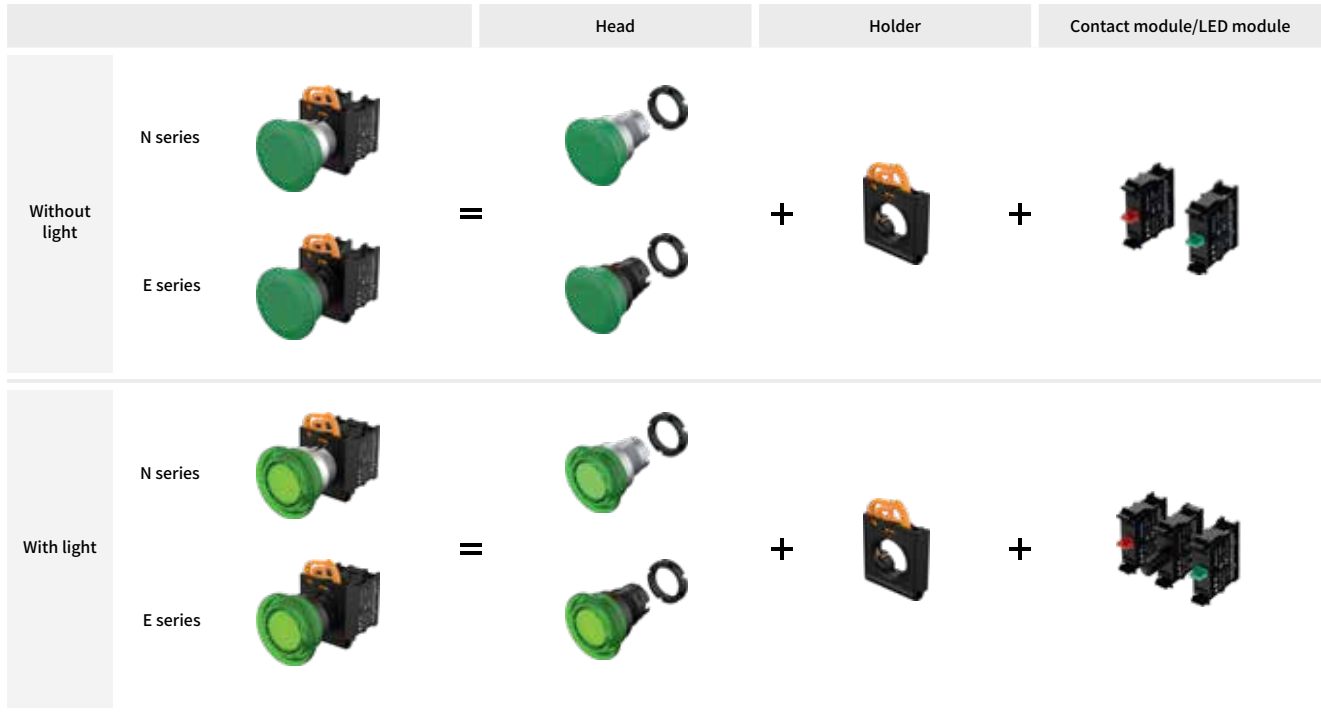 Head
Holder
Contact module/LED module
Without
light
N series
=
+
+
E series
With light
N series
=
+
+
E series